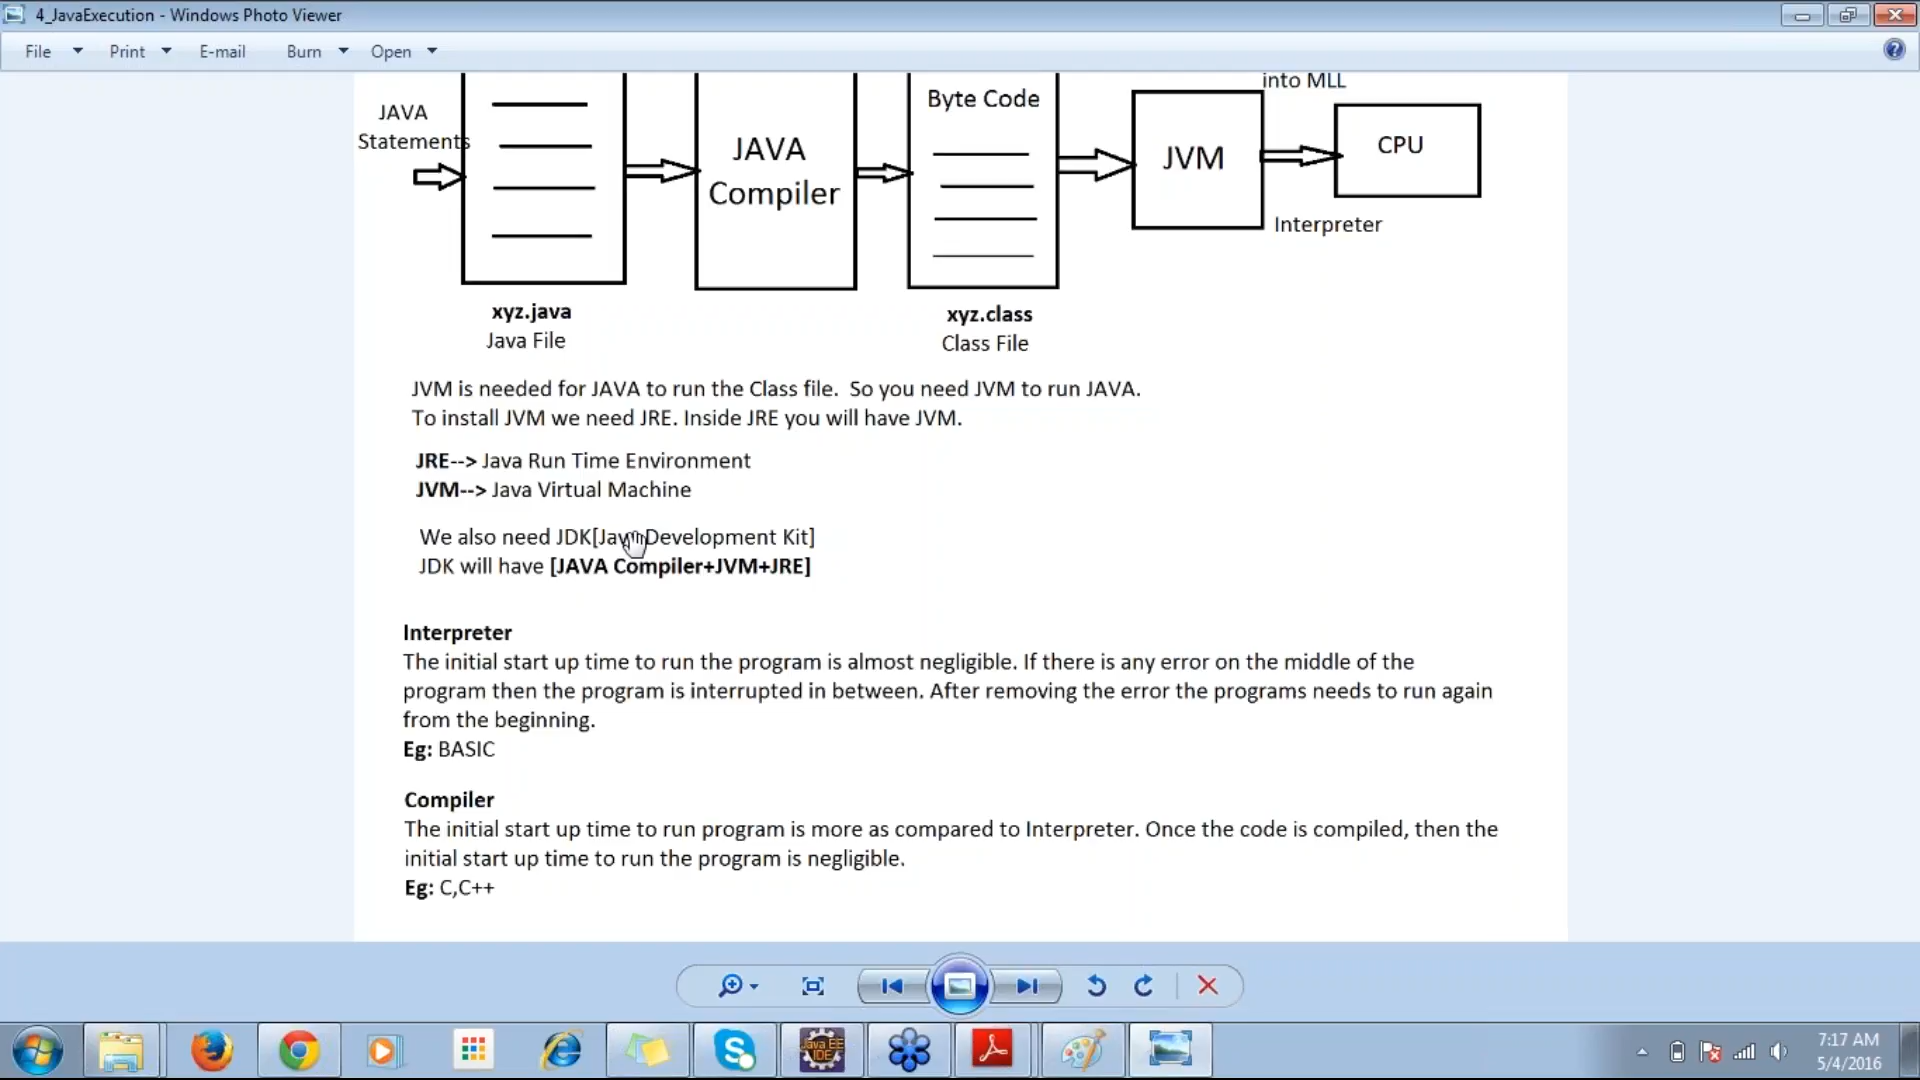 4_JavaExecution - Windows Photo Viewer
File Print E-mail Burn Open
into MLL
JAVA
Statements
JAVA
Compiler
Byte Code
JVM
CPU
Interpreter
xyz.java
Java File
xyz.class
Class File
JVM is needed for JAVA to run the Class file. So you need JVM to run JAVA.
To install JVM we need JRE. Inside JRE you will have JVM.
JRE--> Java Run Time Environment
JVM--> Java Virtual Machine
We also need JDK[Java Development Kit]
JDK will have [JAVA Compiler+JVM+JRE]
Interpreter
The initial start up time to run the program is almost negligible. If there is any error on the middle of the
program then the program is interrupted in between. After removing the error the programs needs to run again
from the beginning.
Eg: BASIC
Compiler
The initial start up time to run program is more as compared to Interpreter. Once the code is compiled, then the
initial start up time to run the program is negligible.
Eg: C,C++
Java EE
IDE
7:17 AM
5/4/2016